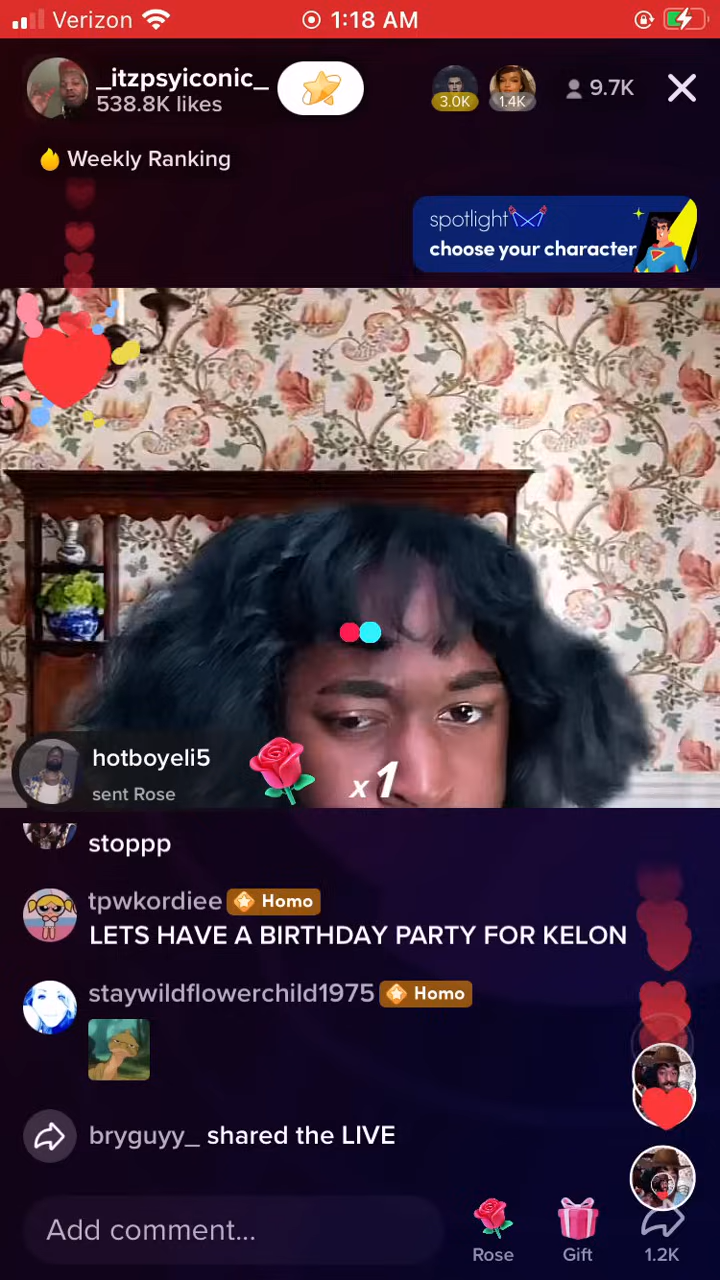 Verizon 1:18 AM
_itzpsyiconic_
538.8K likes
3.0K 1.4K 9.7K
Weekly Ranking
spotlight
choose your character
hotboyeli5
sent Rose
x1
stoppp
tpwkordiee Homo
LETS HAVE A BIRTHDAY PARTY FOR KELON
staywildflowerchild1975 Homo
bryguyy_ shared the LIVE
Add comment...
Rose Gift 1.2K